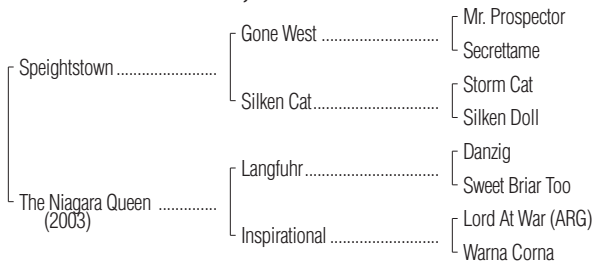 Mr. Prospector
Gone West ........................
Secrettame
Speightstown .......................
Storm Cat
Silken Cat..........................
Silken Doll
Danzig
Langfuhr............................
Sweet Briar Too
The Niagara Queen .............
(2003)
Lord At War (ARG)
Inspirational ......................
Warna Corna